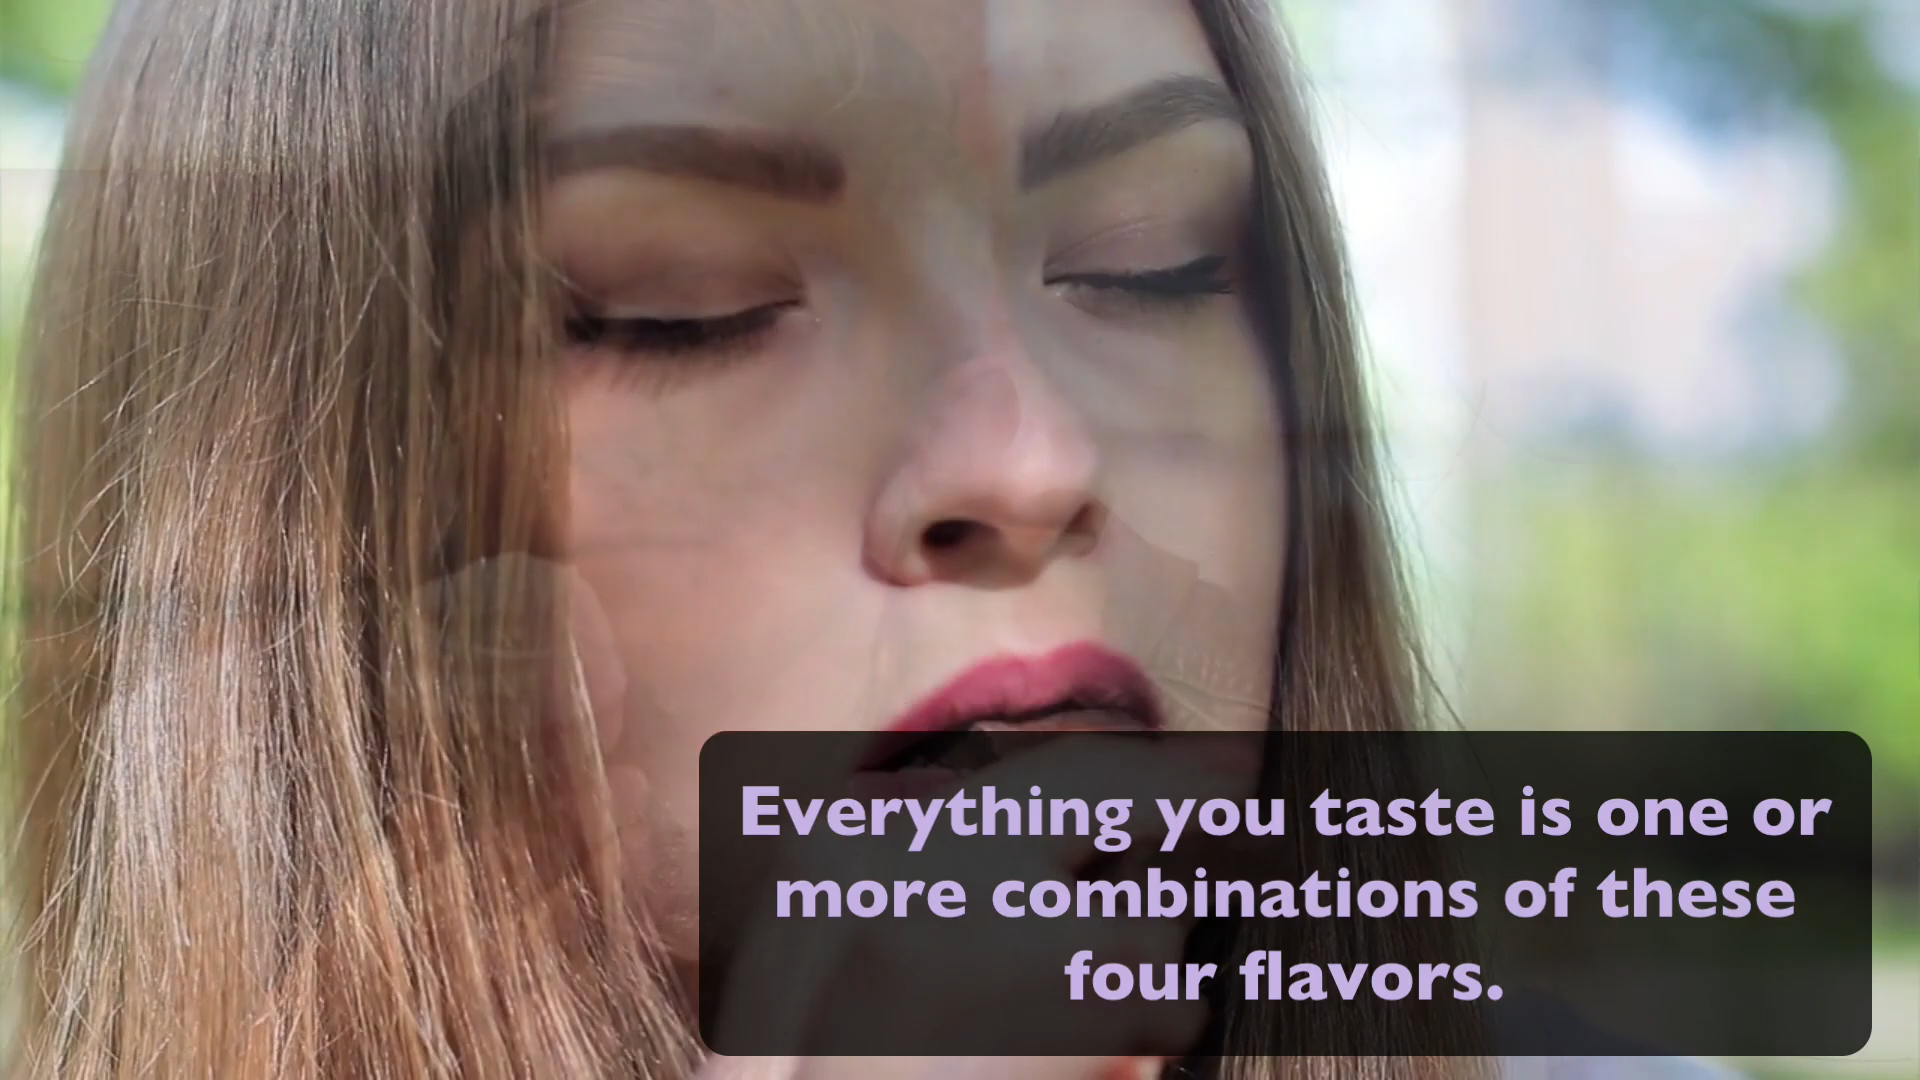 Everything you taste is one or
more combinations of these
four flavors.